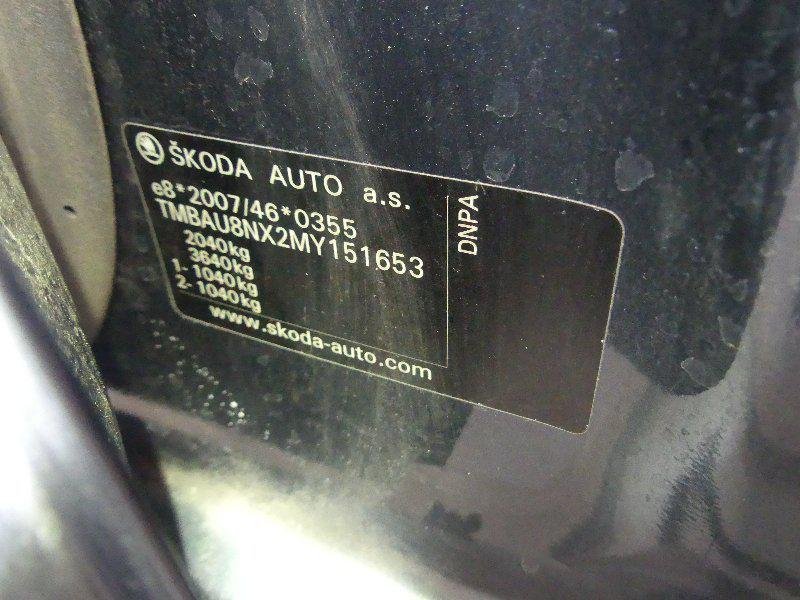 ŠKODA AUTO a.s.
e8*2007/46*0355
TMBAU8NX2MY151653
2040kg
3640kg
1- 1040kg
2- 1040kg
www.skoda-auto.com
DNPA